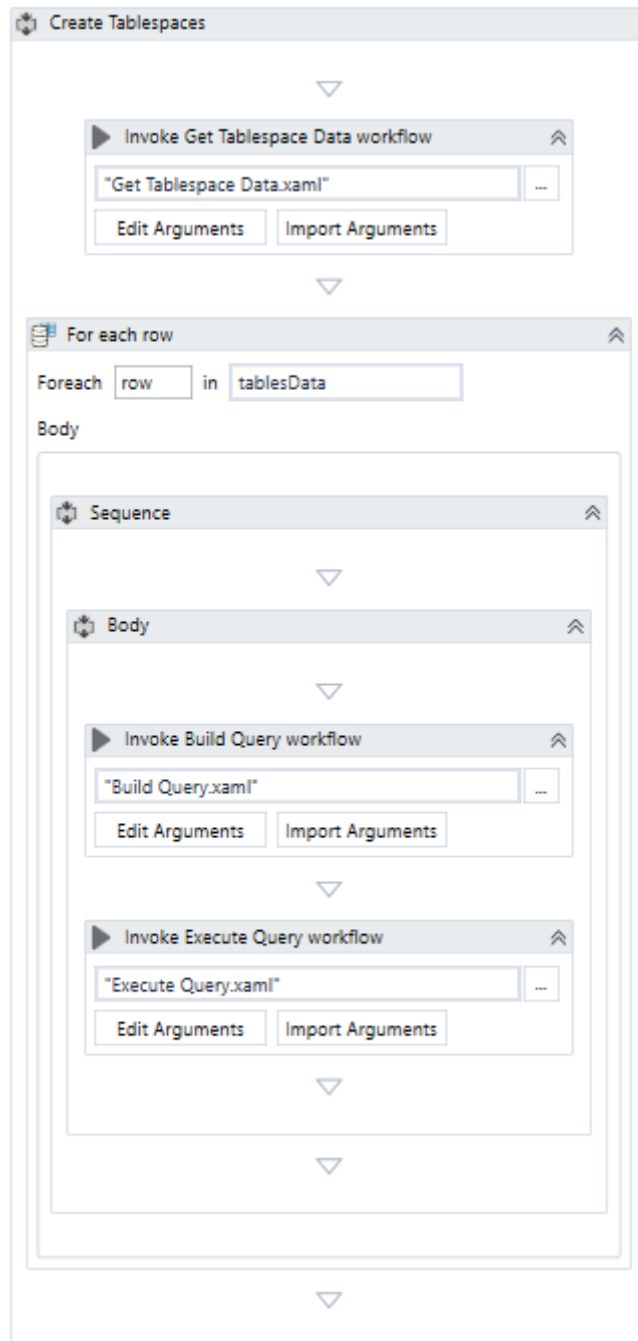 Create Tablespaces
Invoke Get Tablespace Data workflow
"Get Tablespace Data.xaml" ...
Edit Arguments Import Arguments
For each row
Foreach row in tablesData
Body
Sequence
Body
Invoke Build Query workflow
"Build Query.xaml" ...
Edit Arguments Import Arguments
Invoke Execute Query workflow
"Execute Query.xaml" ...
Edit Arguments Import Arguments